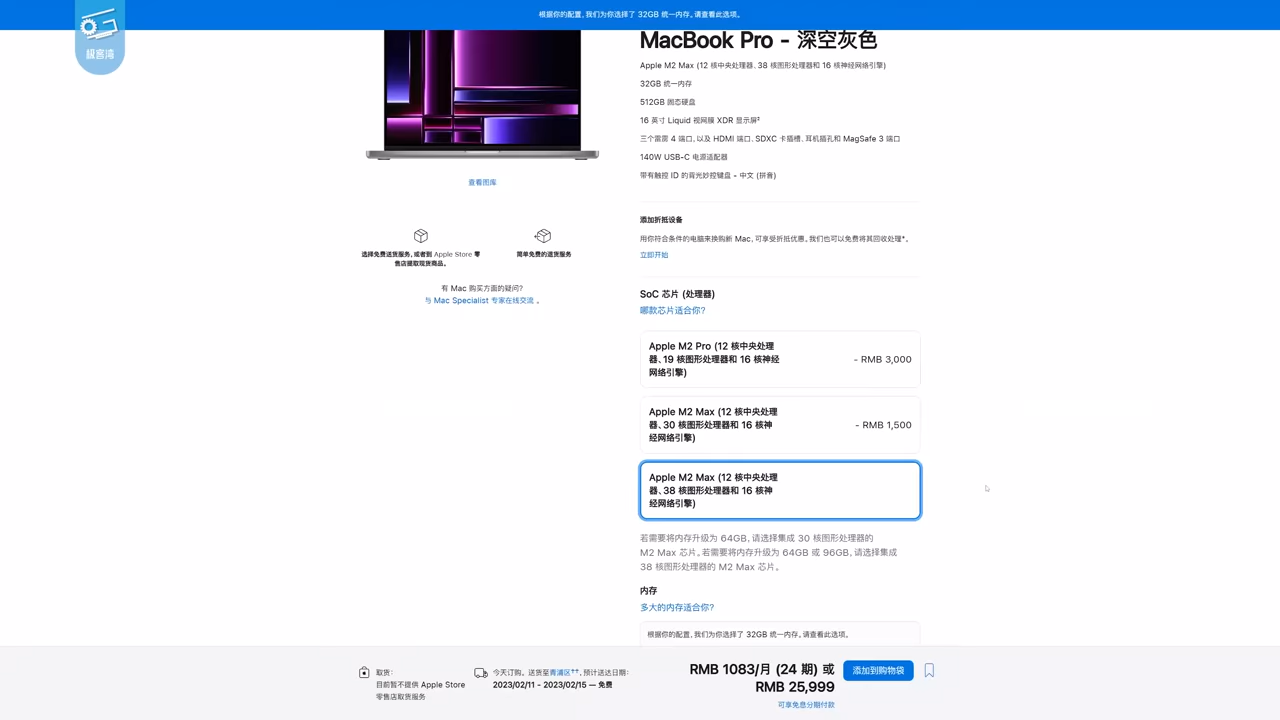 根据你的配置，我们为你选择了 32GB 统一内存。请查看此选项。
极客湾
MacBook Pro - 深空灰色
Apple M2 Max (12 核中央处理器、38 核图形处理器和 16 核神经网络引擎)
32GB 统一内存
512GB 固态硬盘
16 英寸 Liquid 视网膜 XDR 显示屏²
三个雷雳 4 端口，以及 HDMI 端口、SDXC 卡插槽、耳机插孔和 MagSafe 3 端口
140W USB-C 电源适配器
带有触控 ID 的背光妙控键盘 - 中文 (拼音)
查看图库
选择免费送货服务，或者到 Apple Store 零
售店提取现货商品。
简单免费的退货服务
有 Mac 购买方面的疑问？
与 Mac Specialist 专家在线交流 。
添加折抵设备
用你符合条件的电脑来换购新 Mac，可享受折抵优惠。我们也可以免费将其回收处理*。
立即开始
SoC 芯片 (处理器)
哪款芯片适合你？
Apple M2 Pro (12 核中央处理
器、19 核图形处理器和 16 核神经
网络引擎)
- RMB 3,000
Apple M2 Max (12 核中央处理
器、30 核图形处理器和 16 核神
经网络引擎)
- RMB 1,500
Apple M2 Max (12 核中央处理
器、38 核图形处理器和 16 核神
经网络引擎)
若需要将内存升级为 64GB，请选择集成 30 核图形处理器的
M2 Max 芯片。若需要将内存升级为 64GB 或 96GB，请选择集成
38 核图形处理器的 M2 Max 芯片。
内存
多大的内存适合你？
根据你的配置，我们为你选择了 32GB 统一内存。请查看此选项。
取货：
目前暂不提供 Apple Store
零售店取货服务
今天订购。送货至青浦区††，预计送达日期：
2023/02/11 – 2023/02/15 — 免费
RMB 1083/月 (24 期) 或
RMB 25,999
可享免息分期付款
添加到购物袋